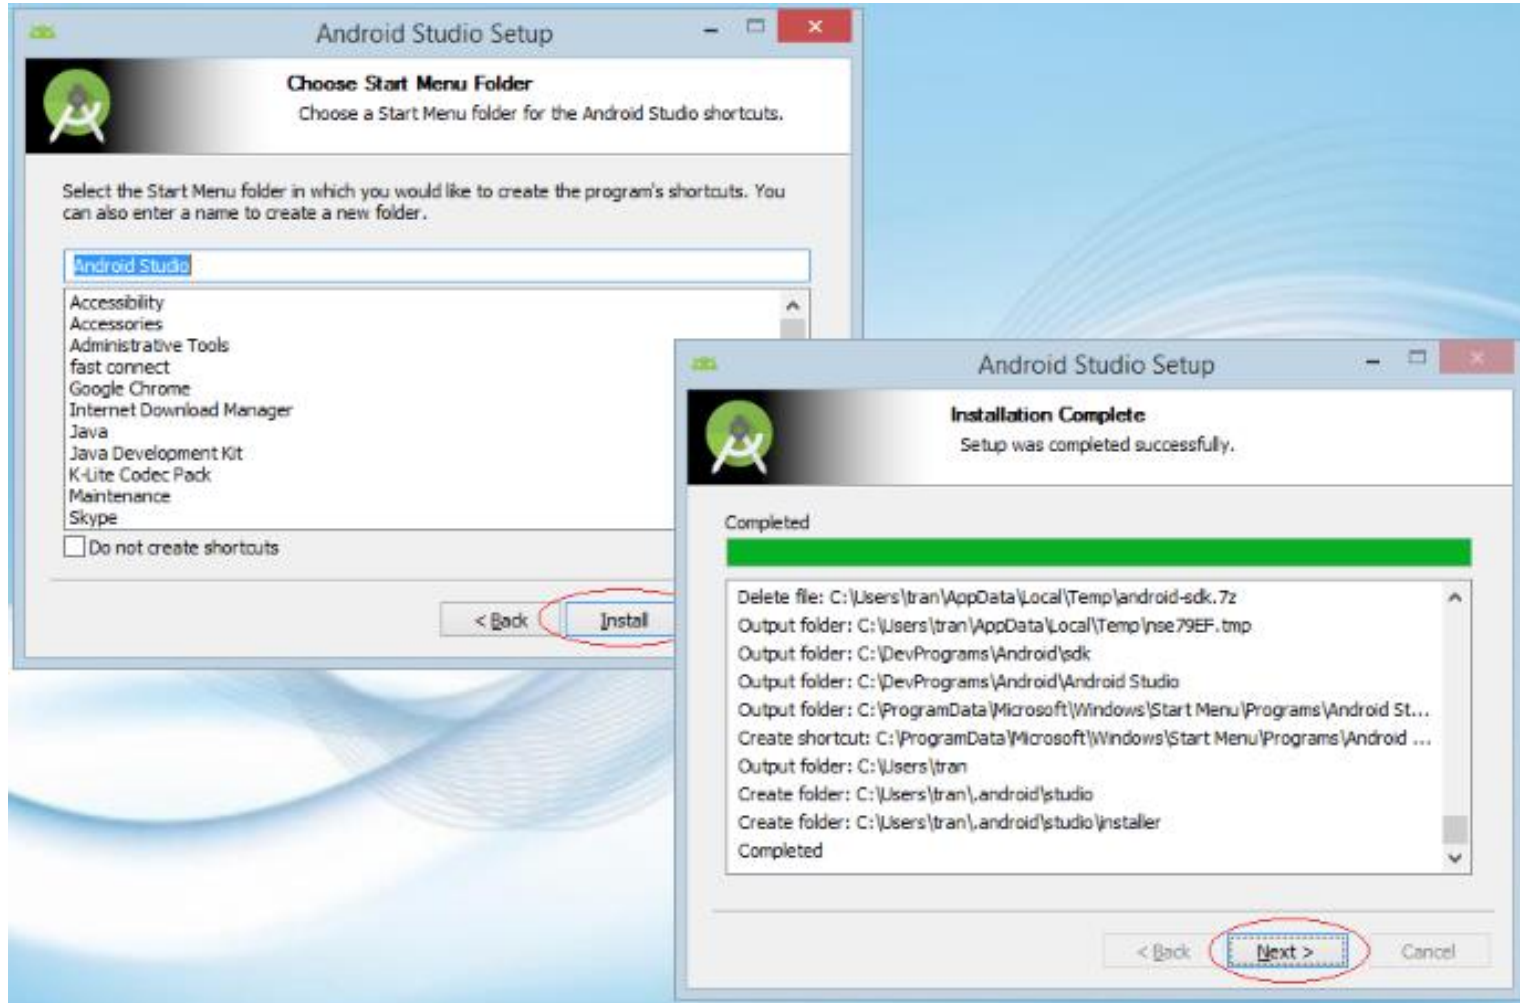 Android Studio Setup
Choose Start Menu Folder
Choose a Start Menu folder for the Android Studio shortcuts.
Select the Start Menu folder in which you would like to create the program's shortcuts. You
can also enter a name to create a new folder.
Android Studio
Accessibility
Accessories
Administrative Tools
fast connect
Google Chrome
Internet Download Manager
Java
Java Development Kit
K-Lite Codec Pack
Maintenance
Skype
Do not create shortcuts
< Back
Install
Android Studio Setup
Installation Complete
Setup was completed successfully.
Completed
Delete file: C:\Users\tran\AppData\Local\Temp\android-sdk.7z
Output folder: C:\Users\tran\AppData\Local\Temp\nse79EF.tmp
Output folder: C:\DevPrograms\Android\sdk
Output folder: C:\DevPrograms\Android\Android Studio
Output folder: C:\ProgramData\Microsoft\Windows\Start Menu\Programs\Android St...
Create shortcut: C:\ProgramData\Microsoft\Windows\Start Menu\Programs\Android ...
Output folder: C:\Users\tran
Create folder: C:\Users\tran\.android\studio
Create folder: C:\Users\tran\.android\studio\installer
Completed
< Back
Next >
Cancel